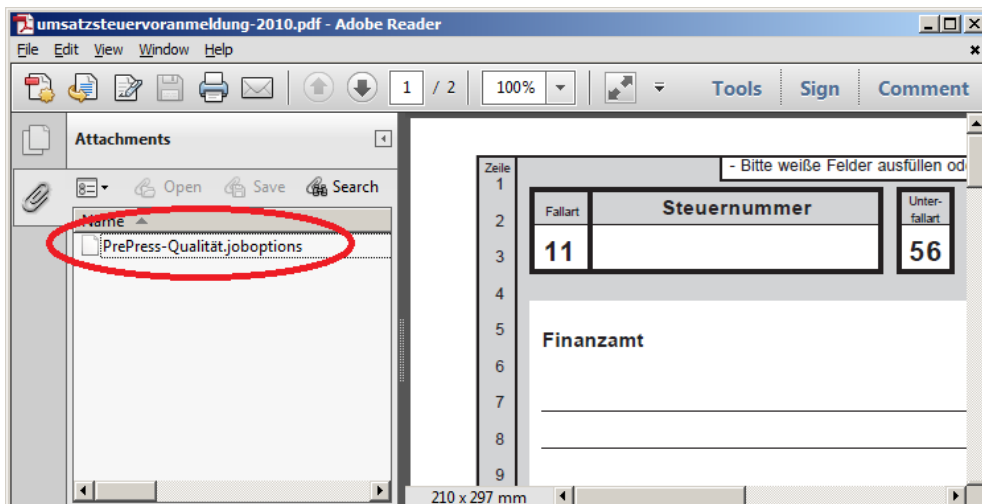 umsatzsteuervoranmeldung-2010.pdf - Adobe Reader
File Edit View Window Help
1 / 2 100% Tools Sign Comment
Attachments
Open Save Search
Name
PrePress-Qualität.joboptions
Zeile
1
2
3
4
5
6
7
8
9
- Bitte weiße Felder ausfüllen od
Fallart Steuernummer Unter-
fallart
11 56
Finanzamt
210 x 297 mm